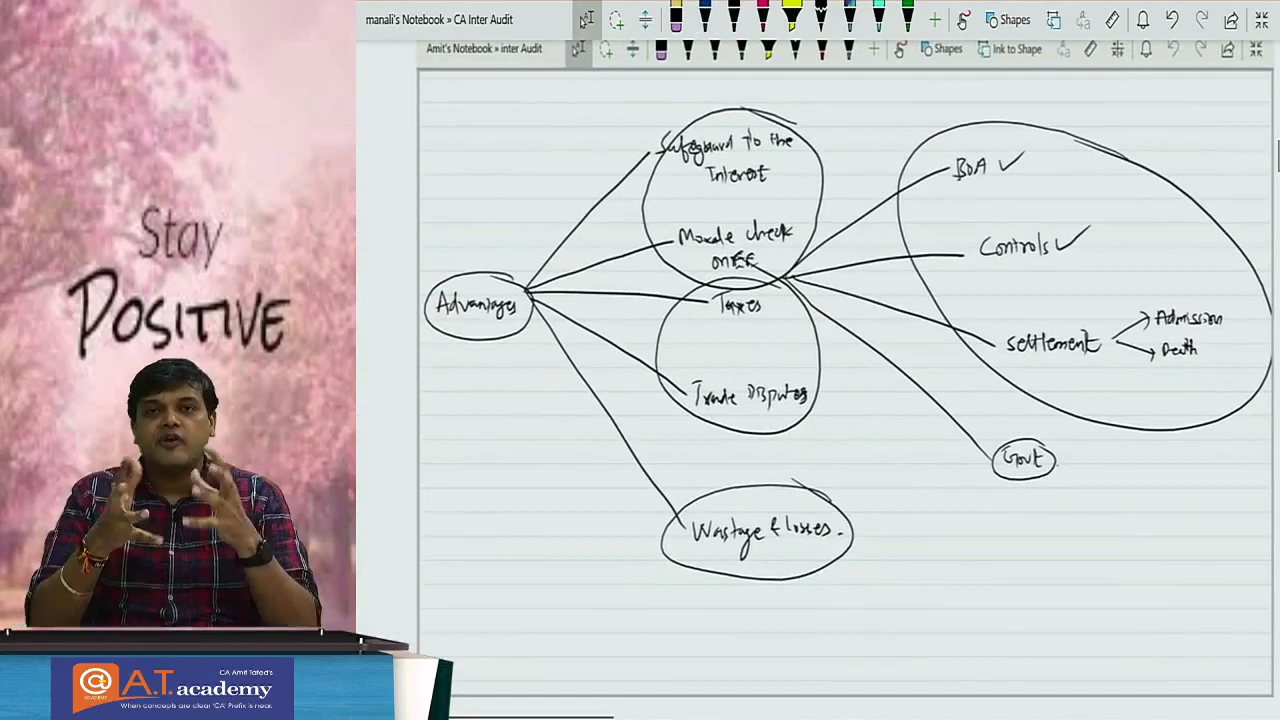 manali's Notebook » CA Inter Audit
Shapes
Amit's Notebook » inter Audit
Shapes
Ink to Shape
Stay
POSITIVE
Advantages
Safeguard to the
Interest
Morale check
on EE
Taxes
Trade Disputes
Wastage & losses.
BOA ✓
Controls ✓
Settlement
Admission
Death
Govt
@
ACADEMY
CA Amit Tated's
A.T. academy
When concepts are clear 'CA' Prefix is near.